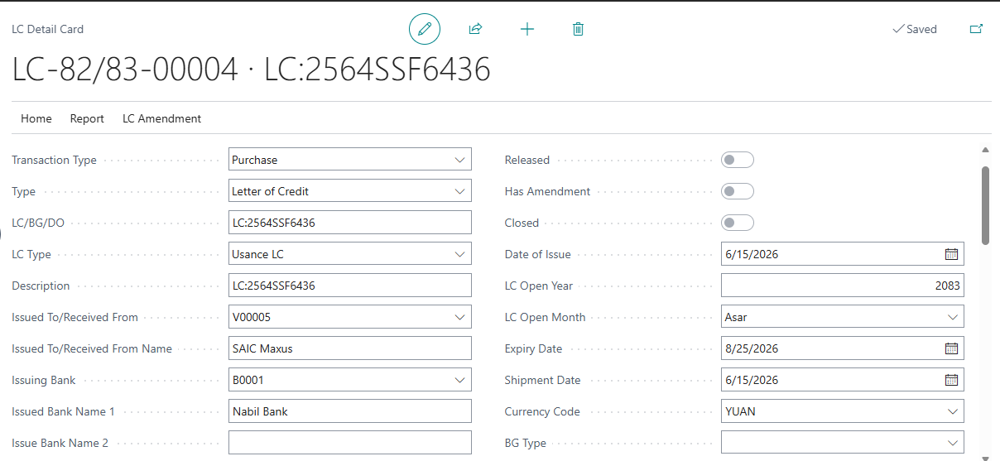 LC Detail Card
Saved
LC-82/83-00004 · LC:2564SSF6436
Home Report LC Amendment
Transaction Type Purchase
Type Letter of Credit
LC/BG/DO LC:2564SSF6436
LC Type Usance LC
Description LC:2564SSF6436
Issued To/Received From V00005
Issued To/Received From Name SAIC Maxus
Issuing Bank B0001
Issued Bank Name 1 Nabil Bank
Issue Bank Name 2
Released
Has Amendment
Closed
Date of Issue 6/15/2026
LC Open Year 2083
LC Open Month Asar
Expiry Date 8/25/2026
Shipment Date 6/15/2026
Currency Code YUAN
BG Type